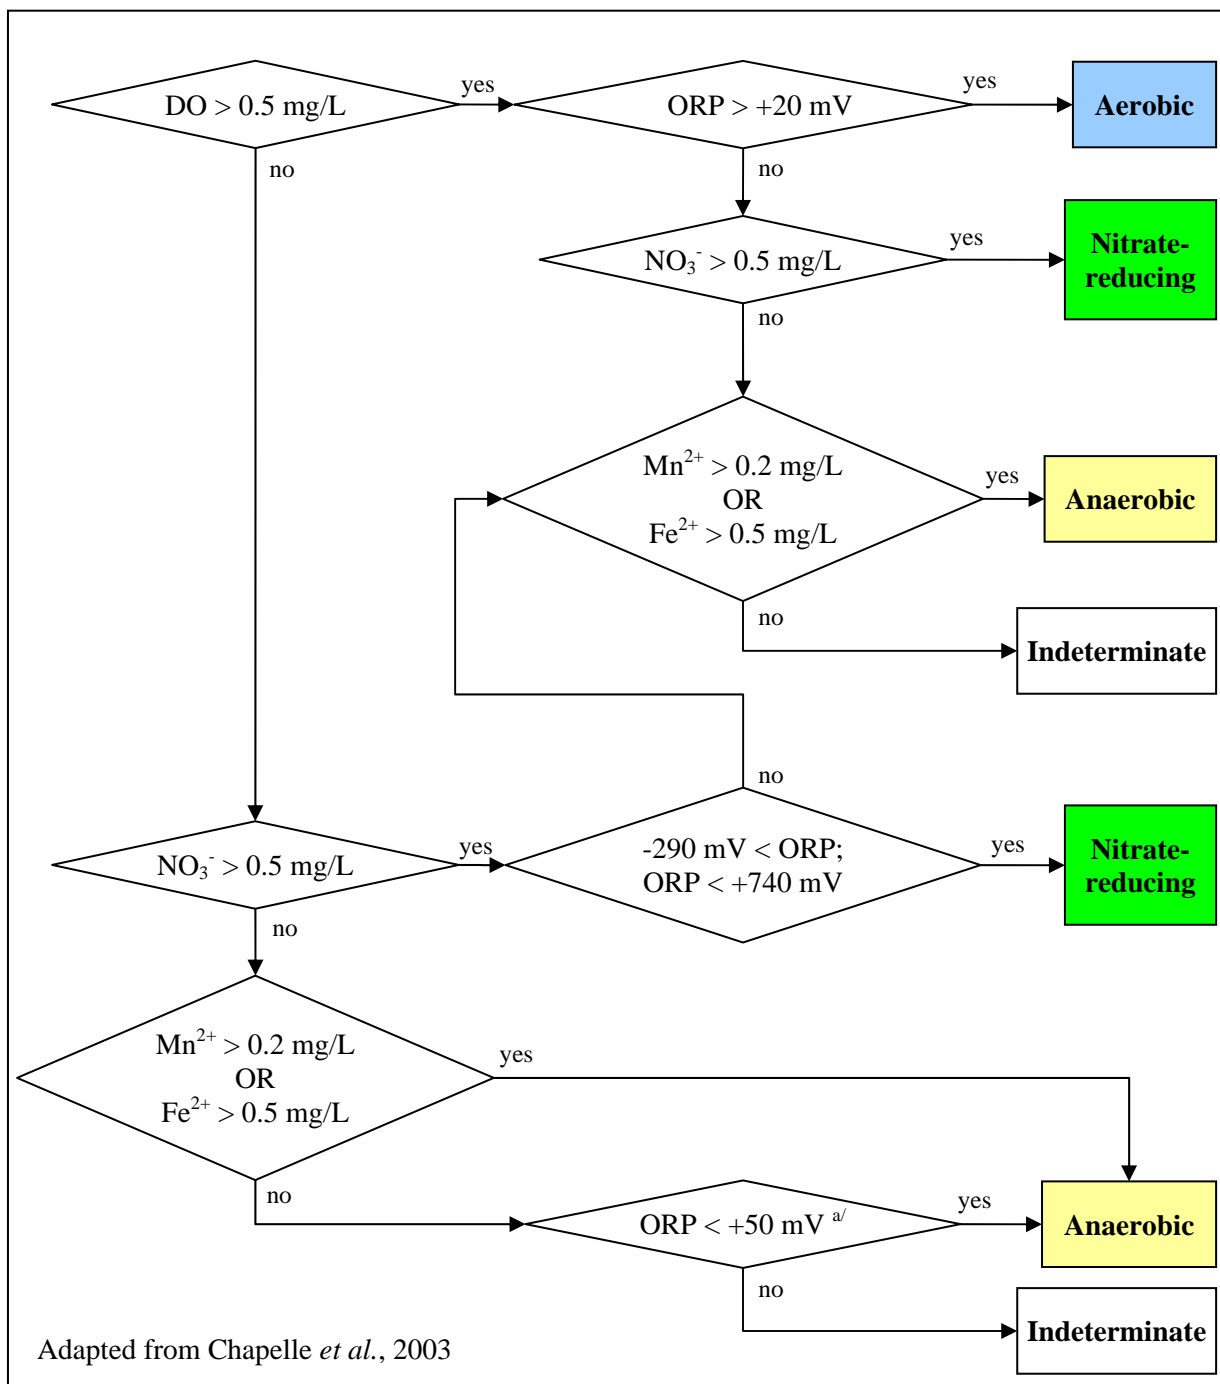 DO > 0.5 mg/L
yes
ORP > +20 mV
yes
Aerobic
no
no
NO₃⁻ > 0.5 mg/L
yes
Nitrate-
reducing
no
Mn²⁺ > 0.2 mg/L
OR
Fe²⁺ > 0.5 mg/L
yes
Anaerobic
no
Indeterminate
no
NO₃⁻ > 0.5 mg/L
yes
-290 mV < ORP;
ORP < +740 mV
yes
Nitrate-
reducing
no
Mn²⁺ > 0.2 mg/L
OR
Fe²⁺ > 0.5 mg/L
yes
no
ORP < +50 mV ᵃ/
yes
Anaerobic
no
Indeterminate
Adapted from Chapelle et al., 2003